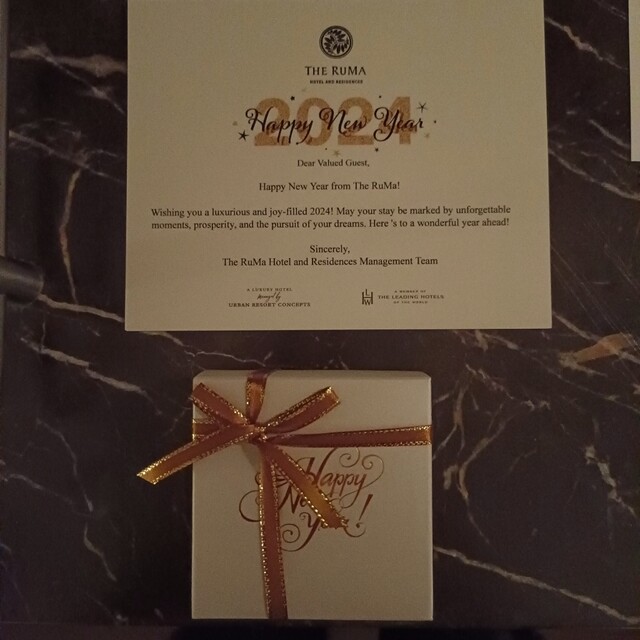 THE RUMA
HOTEL AND RESIDENCES
2024
Happy New Year
Dear Valued Guest,
Happy New Year from The RuMa!
Wishing you a luxurious and joy-filled 2024! May your stay be marked by unforgettable
moments, prosperity, and the pursuit of your dreams. Here 's to a wonderful year ahead!
Sincerely,
The RuMa Hotel and Residences Management Team
A LUXURY HOTEL
managed by
URBAN RESORT CONCEPTS
LHW
A MEMBER OF
THE LEADING HOTELS
OF THE WORLD
Happy
New
Year!